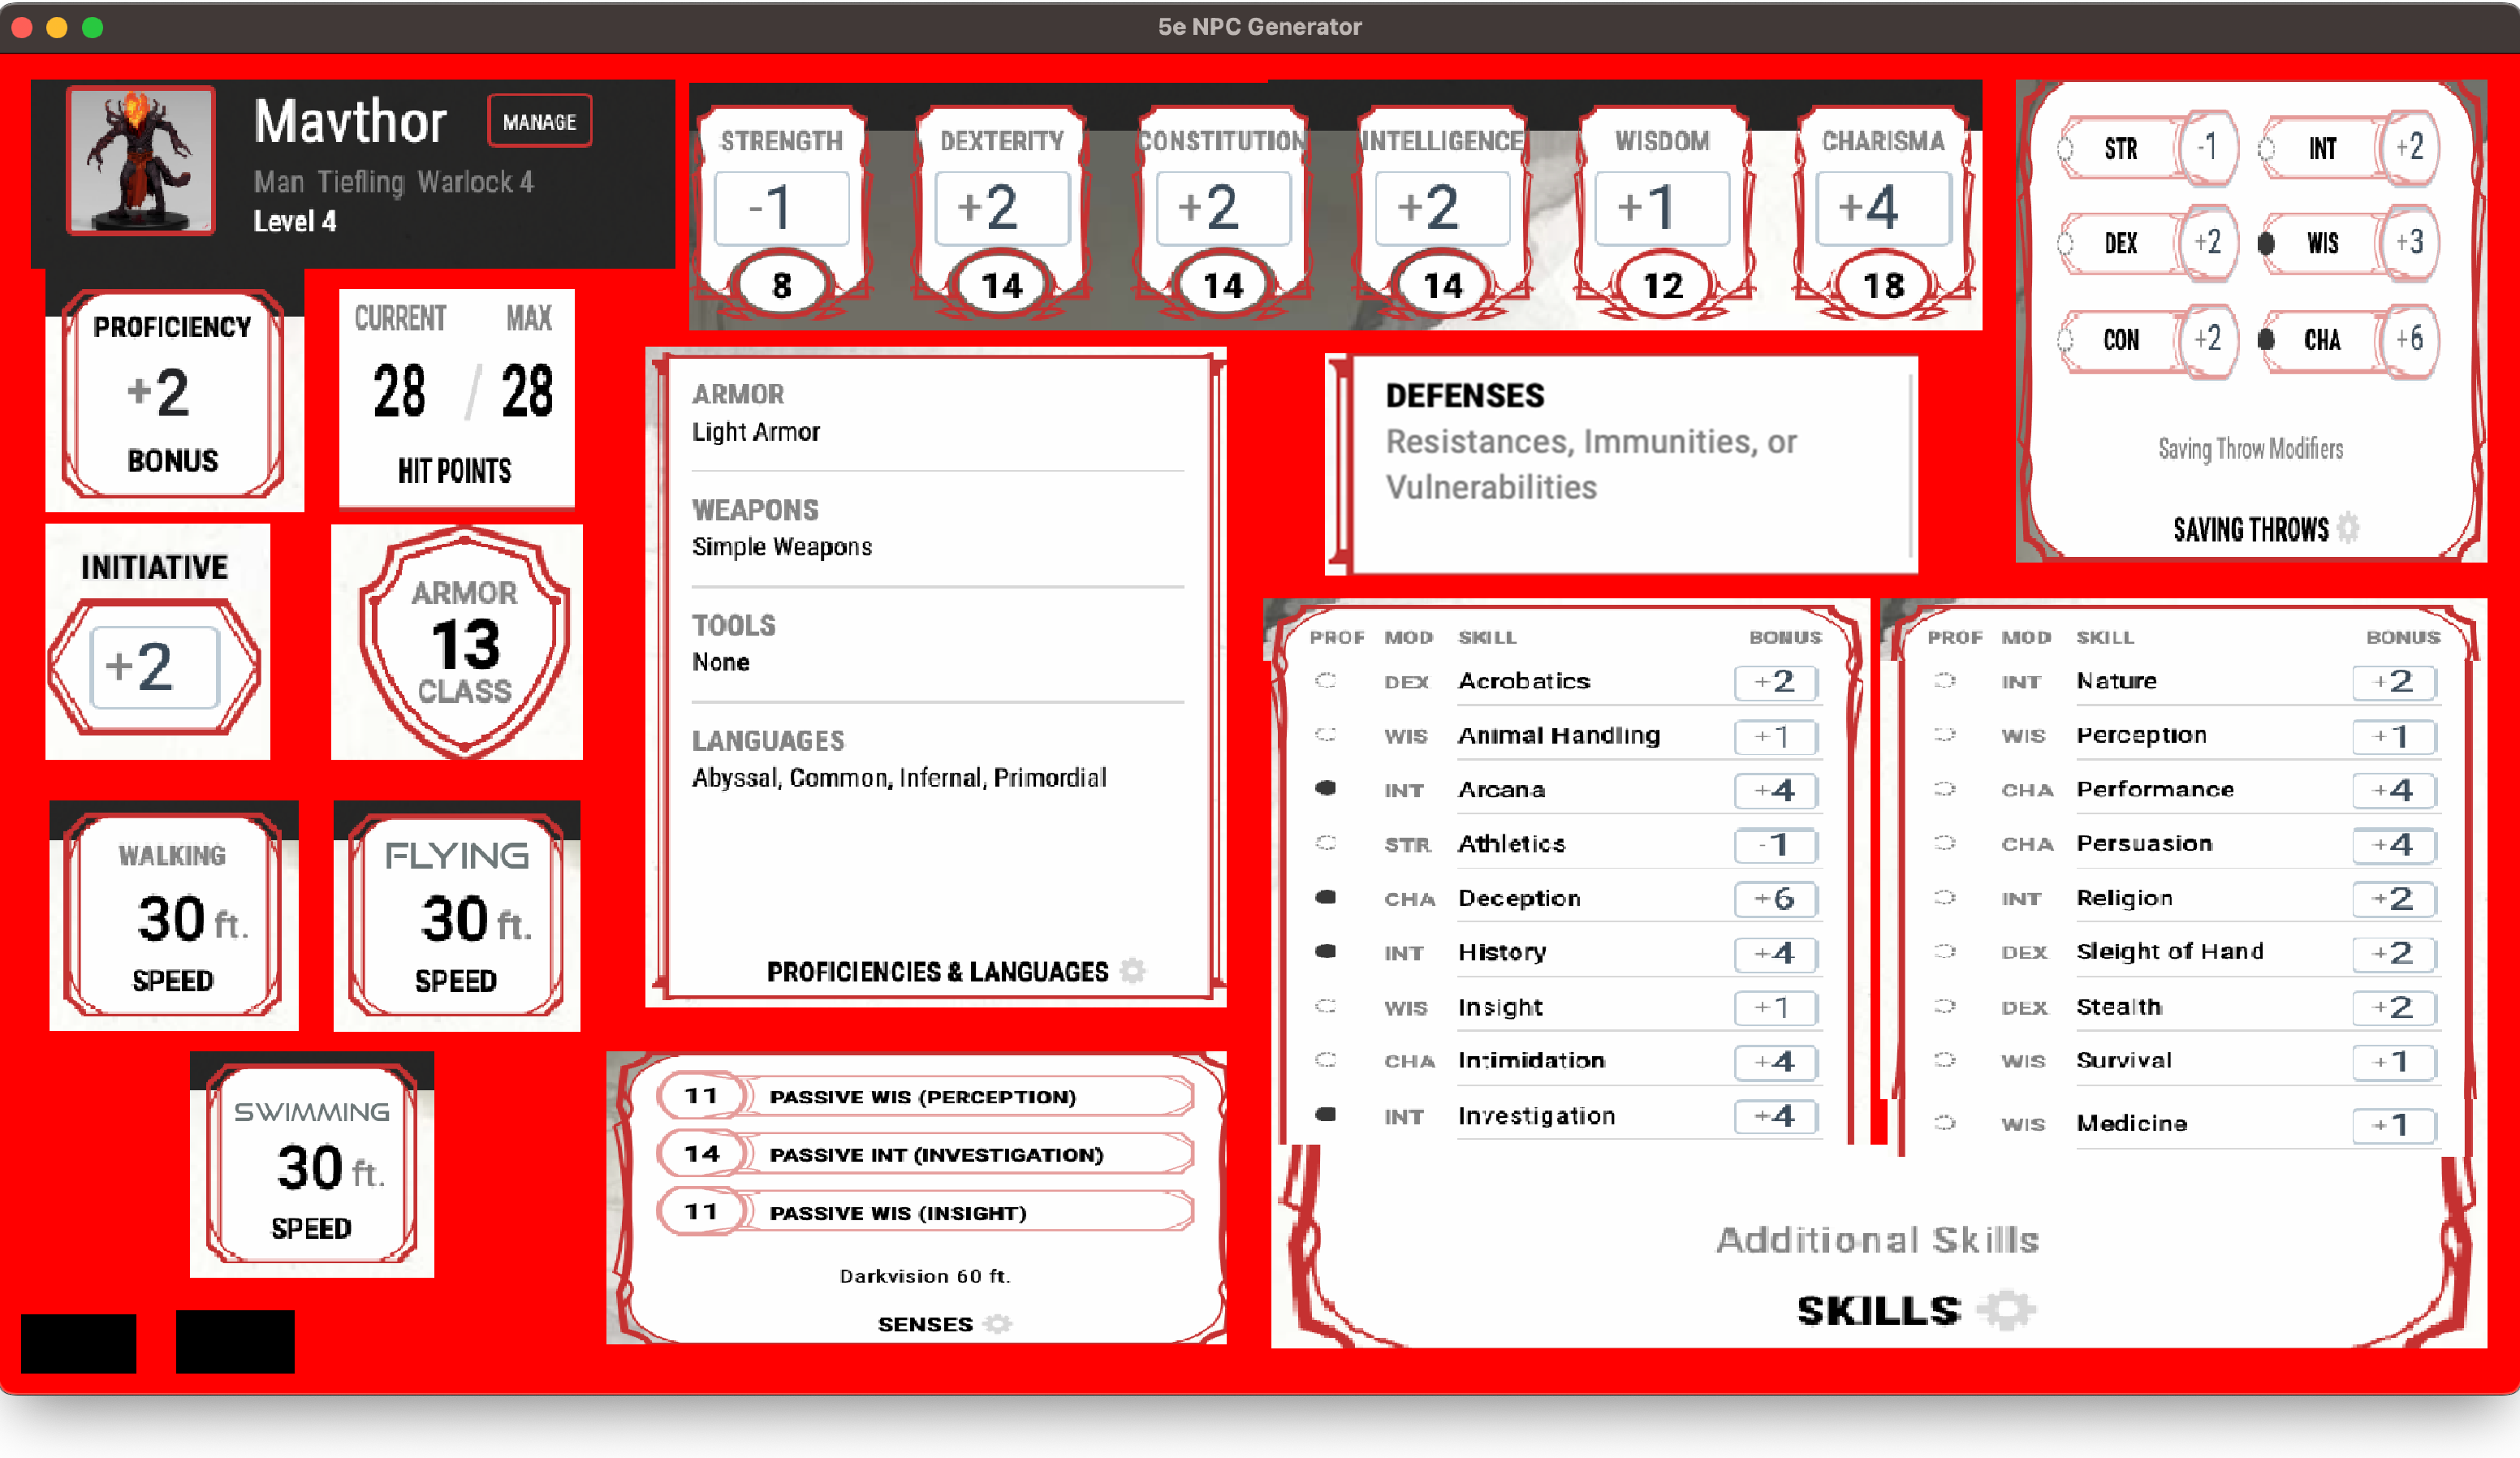 5e NPC Generator
Mavthor
MANAGE
Man Tiefling Warlock 4
Level 4
STRENGTH
-1
8
DEXTERITY
+2
14
CONSTITUTION
+2
14
INTELLIGENCE
+2
14
WISDOM
+1
12
CHARISMA
+4
18
STR -1
INT +2
DEX +2
WIS +3
CON +2
CHA +6
Saving Throw Modifiers
SAVING THROWS
PROFICIENCY
+2
BONUS
CURRENT MAX
28 / 28
HIT POINTS
INITIATIVE
+2
ARMOR
13
CLASS
WALKING
30 ft.
SPEED
FLYING
30 ft.
SPEED
SWIMMING
30 ft.
SPEED
ARMOR
Light Armor
WEAPONS
Simple Weapons
TOOLS
None
LANGUAGES
Abyssal, Common, Infernal, Primordial
PROFICIENCIES & LANGUAGES
DEFENSES
Resistances, Immunities, or
Vulnerabilities
11 PASSIVE WIS (PERCEPTION)
14 PASSIVE INT (INVESTIGATION)
11 PASSIVE WIS (INSIGHT)
Darkvision 60 ft.
SENSES
PROF MOD SKILL BONUS
DEX Acrobatics +2
WIS Animal Handling +1
INT Arcana +4
STR Athletics -1
CHA Deception +6
INT History +4
WIS Insight +1
CHA Intimidation +4
INT Investigation +4
PROF MOD SKILL BONUS
INT Nature +2
WIS Perception +1
CHA Performance +4
CHA Persuasion +4
INT Religion +2
DEX Sleight of Hand +2
DEX Stealth +2
WIS Survival +1
WIS Medicine +1
Additional Skills
SKILLS